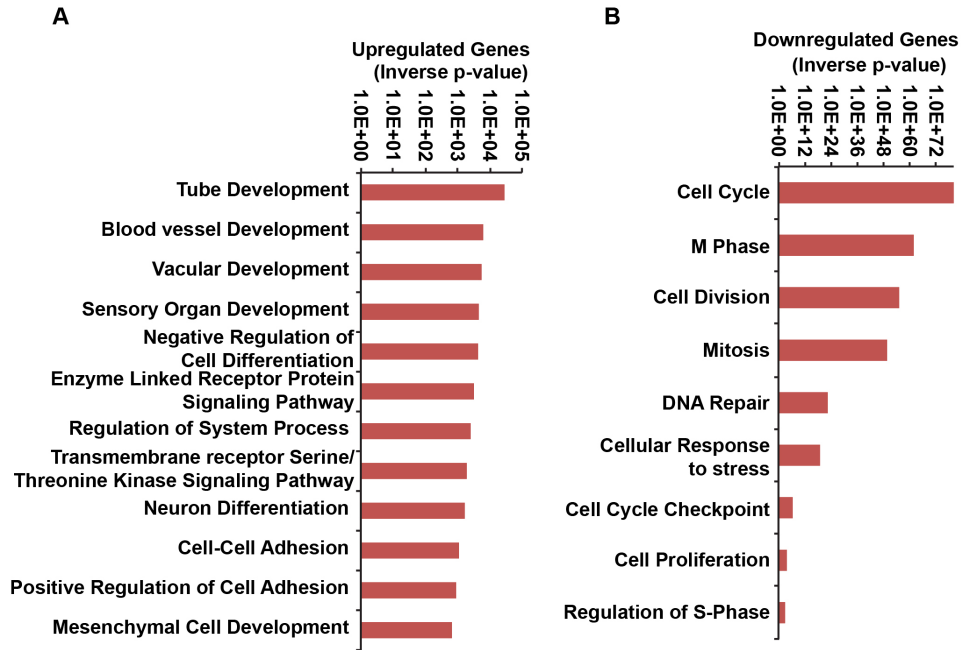 A
Upregulated Genes
(Inverse p-value)
1.0E+00
1.0E+01
1.0E+02
1.0E+03
1.0E+04
1.0E+05
Tube Development
Blood vessel Development
Vacular Development
Sensory Organ Development
Negative Regulation of
Cell Differentiation
Enzyme Linked Receptor Protein
Signaling Pathway
Regulation of System Process
Transmembrane receptor Serine/
Threonine Kinase Signaling Pathway
Neuron Differentiation
Cell-Cell Adhesion
Positive Regulation of Cell Adhesion
Mesenchymal Cell Development
B
Downregulated Genes
(Inverse p-value)
1.0E+00
1.0E+12
1.0E+24
1.0E+36
1.0E+48
1.0E+60
1.0E+72
Cell Cycle
M Phase
Cell Division
Mitosis
DNA Repair
Cellular Response
to stress
Cell Cycle Checkpoint
Cell Proliferation
Regulation of S-Phase